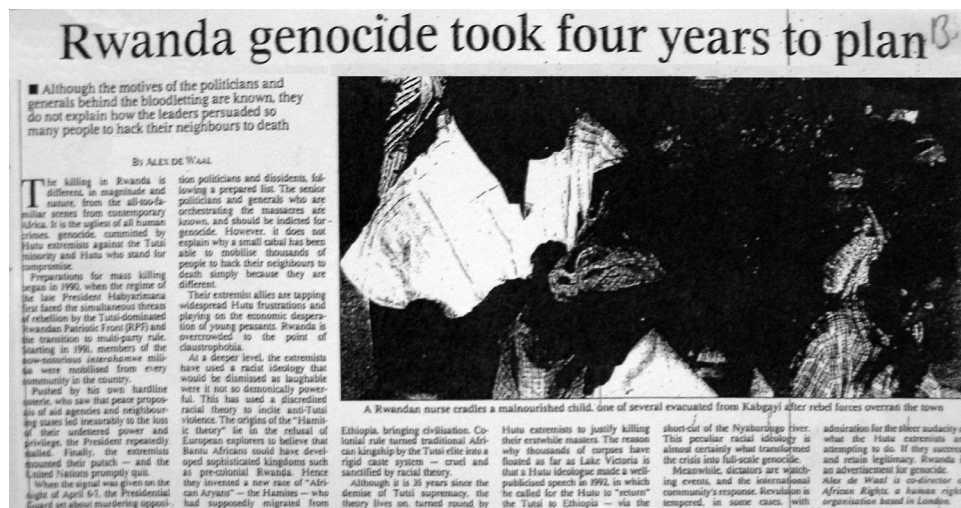 Rwanda genocide took four years to plan
■ Although the motives of the politicians and
generals behind the bloodletting are known, they
do not explain how the leaders persuaded so
many people to hack their neighbours to death
By ALEX DE WAAL
The killing in Rwanda is
different, in magnitude and
nature, from the all-too-fa-
miliar scenes from contemporary
Africa. It is the ugliest of all human
crimes, genocide, committed by
Hutu extremists against the Tutsi
minority and Hutu who stand for
compromise.
Preparations for mass killing
began in 1990, when the regime of
the late President Habyarimana
first faced the simultaneous threats
of rebellion by the Tutsi-dominated
Rwandan Patriotic Front (RPF) and
the transition to multi-party rule.
Starting in 1991, members of the
now-notorious interahamwe mili-
tia were mobilised from every
community in the country.
Pushed by his own hardline
coterie, who saw that peace propos-
als of aid agencies and neighbour-
ing states led inexorably to the loss
of their unfettered power and
privilege, the President repeatedly
stalled. Finally, the extremists
mounted their putsch — and the
United Nations promptly quit.
When the signal was given on the
night of April 6-7, the Presidential
Guard set about murdering opposi-
tion politicians and dissidents, fol-
lowing a prepared list. The senior
politicians and generals who are
orchestrating the massacres are
known, and should be indicted for
genocide. However, it does not
explain why a small cabal has been
able to mobilise thousands of
people to hack their neighbours to
death simply because they are
different.
Their extremist allies are tapping
widespread Hutu frustrations and
playing on the economic despera-
tion of young peasants. Rwanda is
overcrowded to the point of
claustrophobia.
At a deeper level, the extremists
have used a racist ideology that
would be dismissed as laughable
were it not so demonically power-
ful. This has used a discredited
racial theory to incite anti-Tutsi
violence. The origins of the "Hamit-
ic theory" lie in the refusal of
European explorers to believe that
Bantu Africans could have devel-
oped sophisticated kingdoms such
as pre-colonial Rwanda. Hence
they invented a new race of "Afri-
can Aryans" — the Hamites — who
had supposedly migrated from
A Rwandan nurse cradles a malnourished child, one of several evacuated from Kabgayi after rebel forces overran the town
Ethiopia, bringing civilisation. Co-
lonial rule turned traditional Afri-
can kingship by the Tutsi elite into a
rigid caste system — cruel and
sanctified by racial theory.
Although it is 35 years since the
demise of Tutsi supremacy, the
theory lives on, turned round by
Hutu extremists to justify killing
their erstwhile masters. The reason
why thousands of corpses have
floated as far as Lake Victoria is
that a Hutu ideologue made a well-
publicised speech in 1992, in which
he called for the Hutu to "return"
the Tutsi to Ethiopia — via the
short-cut of the Nyabarongo river.
This peculiar racial ideology is
almost certainly what transformed
the crisis into full-scale genocide.
Meanwhile, dictators are watch-
ing events, and the international
community's response. Revulsion is
tempered, in some cases, with
admiration for the sheer audacity
what the Hutu extremists
attempting to do. If they succeed
and retain legitimacy, Rwanda
an advertisement for genocide.
Alex de Waal is co-director
African Rights, a human rights
organisation based in London.